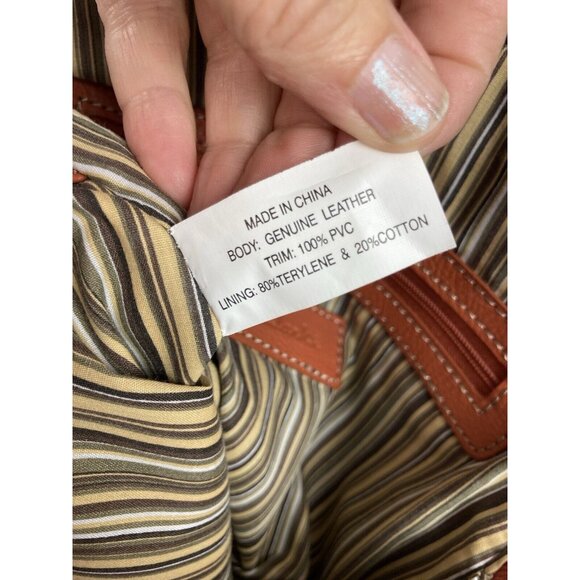 MADE IN CHINA
BODY: GENUINE LEATHER
TRIM: 100% PVC
LINING: 80%TERYLENE & 20%COTTON